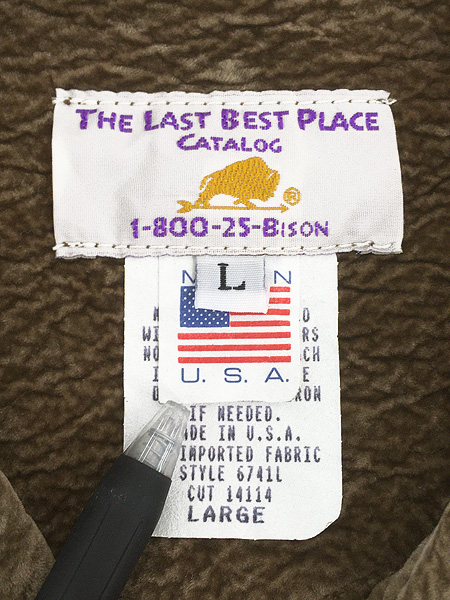 THE LAST BEST PLACE
CATALOG
®
1-800-25-BISON
L
U. S. A.
IF NEEDED.
IN U.S.A.
IMPORTED FABRIC
STYLE 6741L
CUT 14114
LARGE